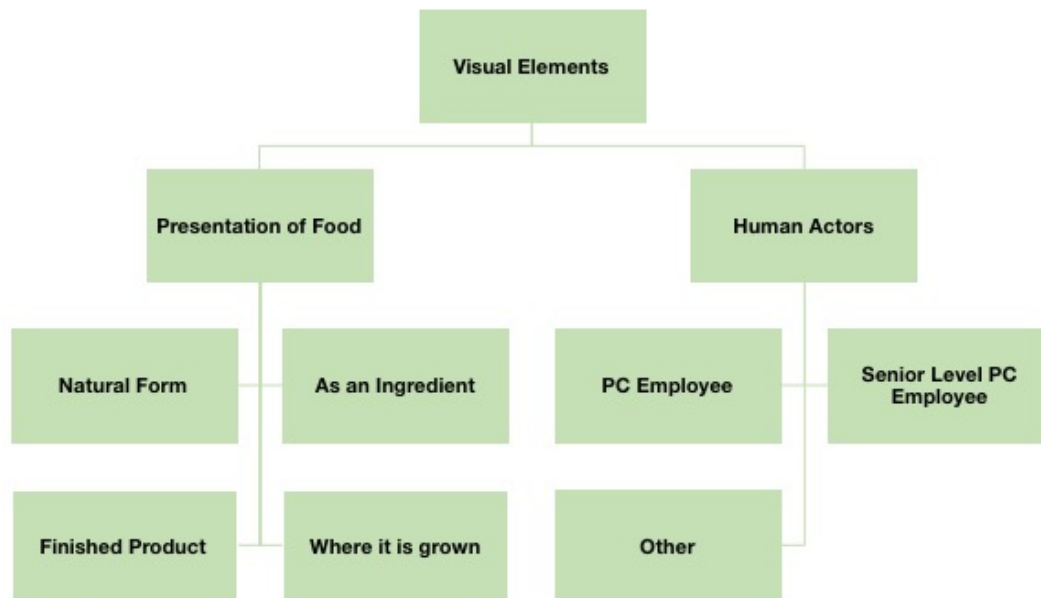 Visual Elements
Presentation of Food
Human Actors
Natural Form
As an Ingredient
PC Employee
Senior Level PC
Employee
Finished Product
Where it is grown
Other